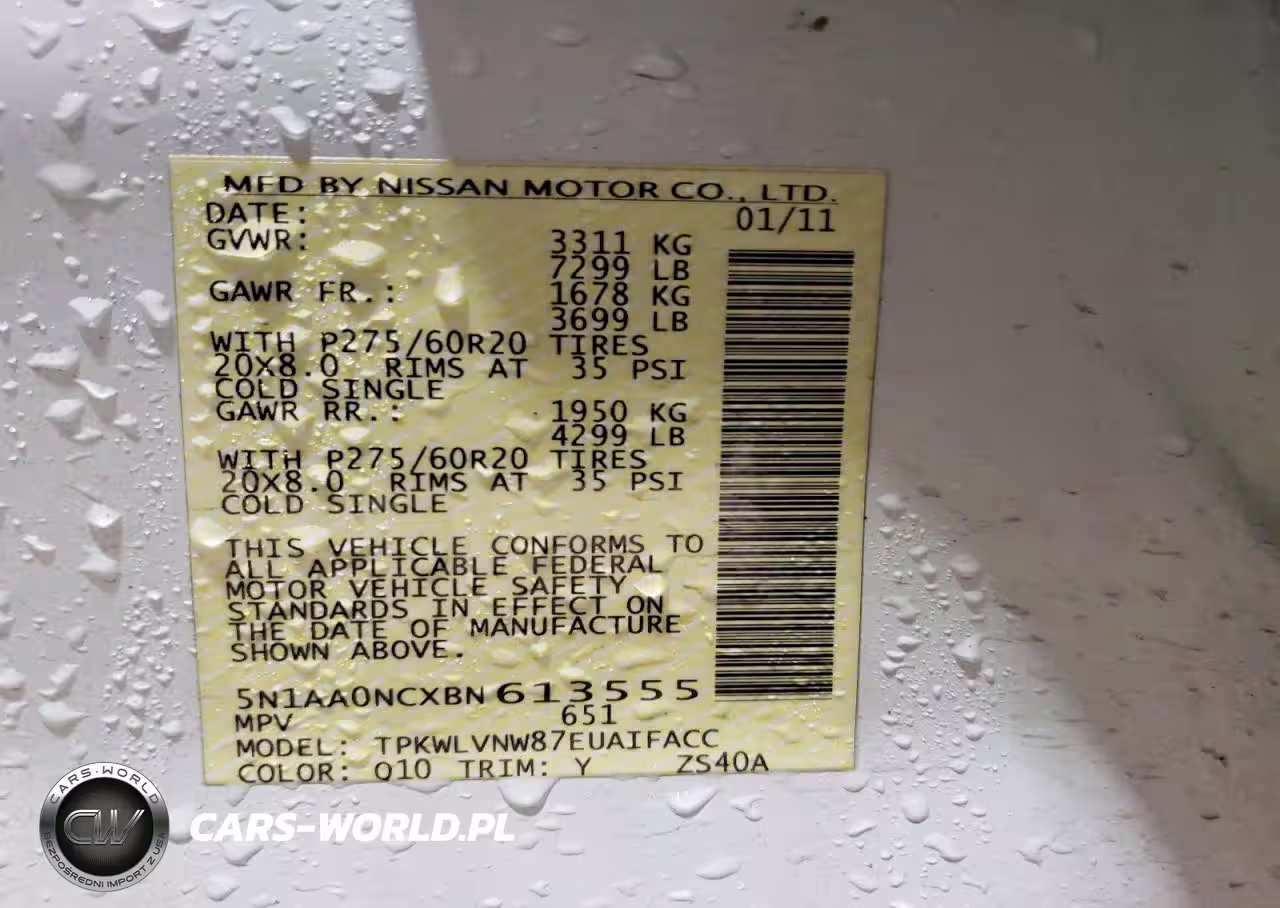 MFD BY NISSAN MOTOR CO., LTD.
DATE: 01/11
GVWR: 3311 KG
7299 LB
GAWR FR.: 1678 KG
3699 LB
WITH P275/60R20 TIRES
20X8.0 RIMS AT 35 PSI
COLD SINGLE
GAWR RR.: 1950 KG
4299 LB
WITH P275/60R20 TIRES
20X8.0 RIMS AT 35 PSI
COLD SINGLE
THIS VEHICLE CONFORMS TO
ALL APPLICABLE FEDERAL
MOTOR VEHICLE SAFETY
STANDARDS IN EFFECT ON
THE DATE OF MANUFACTURE
SHOWN ABOVE.
5N1AA0NCXBN613555
MPV 651
MODEL: TPKWLVNW87EUAIFACC
COLOR: Q10 TRIM: Y ZS40A
CARS-WORLD
CW
BEZPOŚREDNI IMPORT Z USA
CARS-WORLD.PL